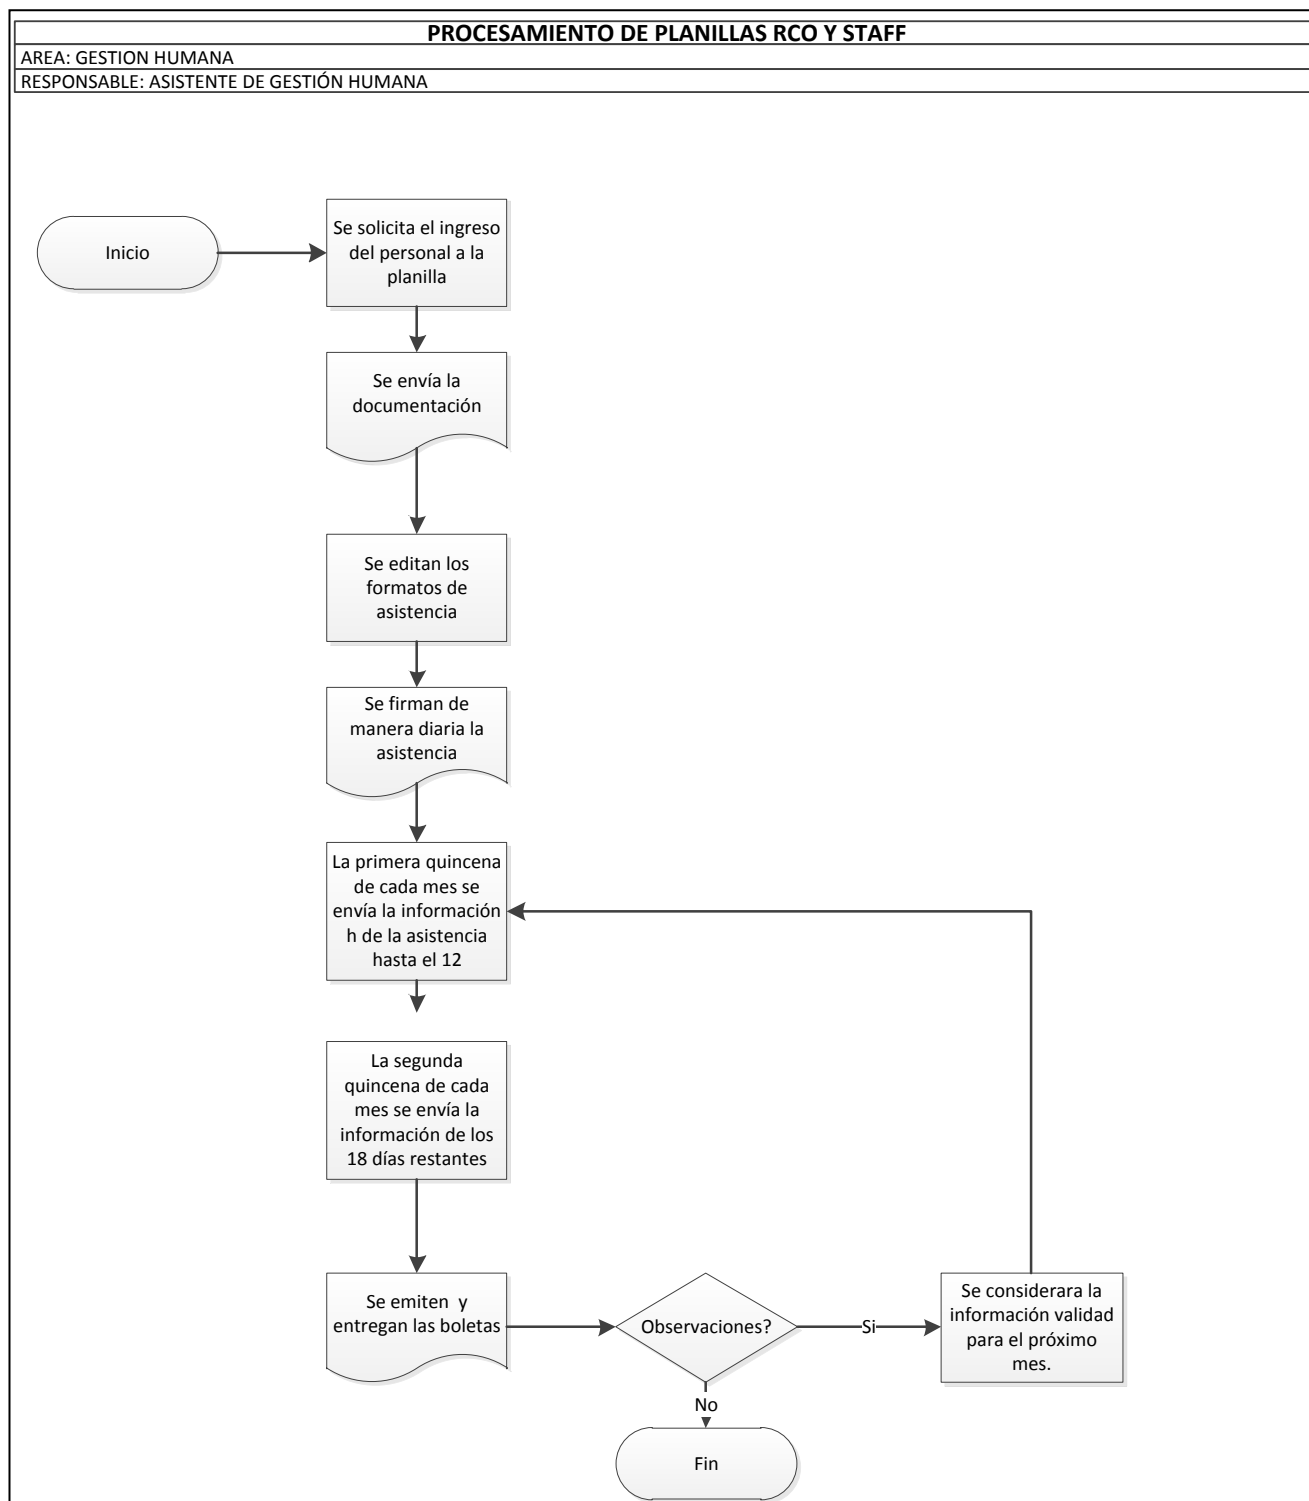 PROCESAMIENTO DE PLANILLAS RCO Y STAFF
AREA: GESTION HUMANA
RESPONSABLE: ASISTENTE DE GESTIÓN HUMANA
Inicio
Se solicita el ingreso
del personal a la
planilla
Se envía la
documentación
Se editan los
formatos de
asistencia
Se firman de
manera diaria la
asistencia
La primera quincena
de cada mes se
envía la información
h de la asistencia
hasta el 12
La segunda
quincena de cada
mes se envía la
información de los
18 días restantes
Se emiten y
entregan las boletas
Observaciones?
Si
Se considerara la
información validad
para el próximo
mes.
No
Fin